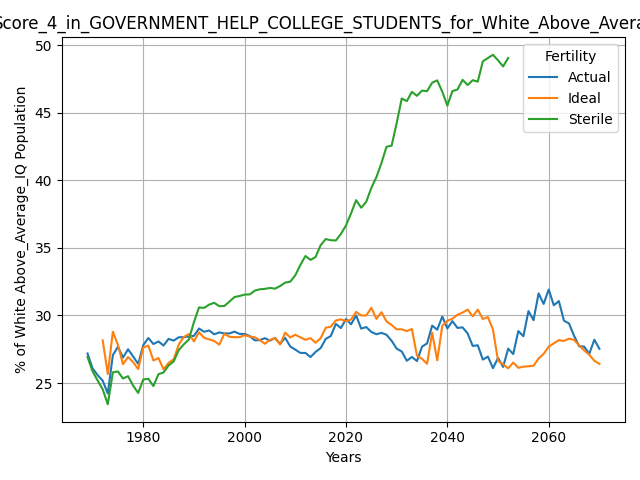 Score_4_in_GOVERNMENT_HELP_COLLEGE_STUDENTS_for_White_Above_Avera
Fertility
Actual
Ideal
Sterile
% of White Above_Average_IQ Population
50
45
40
35
30
25
1980 2000 2020 2040 2060
Years